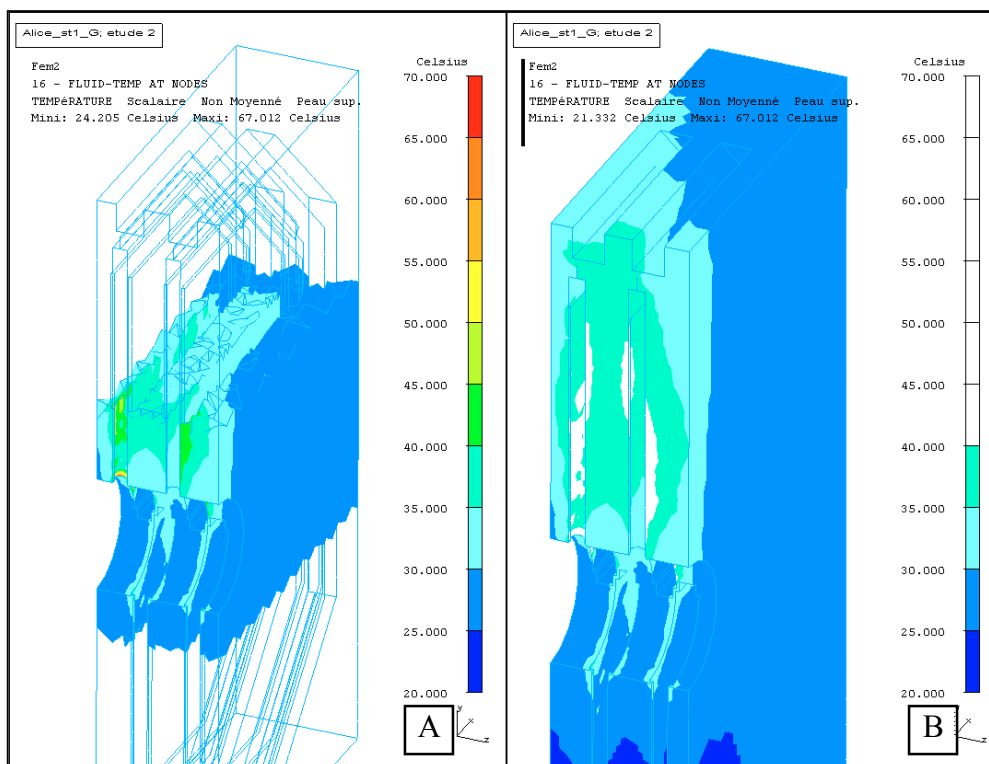 Alice_st1_G; etude 2
Fem2
16 - FLUID-TEMP AT NODES
TEMPéRATURE Scalaire Non Moyenné Peau sup.
Mini: 24.205 Celsius Maxi: 67.012 Celsius
Celsius
70.000
65.000
60.000
55.000
50.000
45.000
40.000
35.000
30.000
25.000
20.000
A
y
x
z
Alice_st1_G; etude 2
Fem2
16 - FLUID-TEMP AT NODES
TEMPéRATURE Scalaire Non Moyenné Peau sup.
Mini: 21.332 Celsius Maxi: 67.012 Celsius
Celsius
70.000
65.000
60.000
55.000
50.000
45.000
40.000
35.000
30.000
25.000
20.000
B
x
z